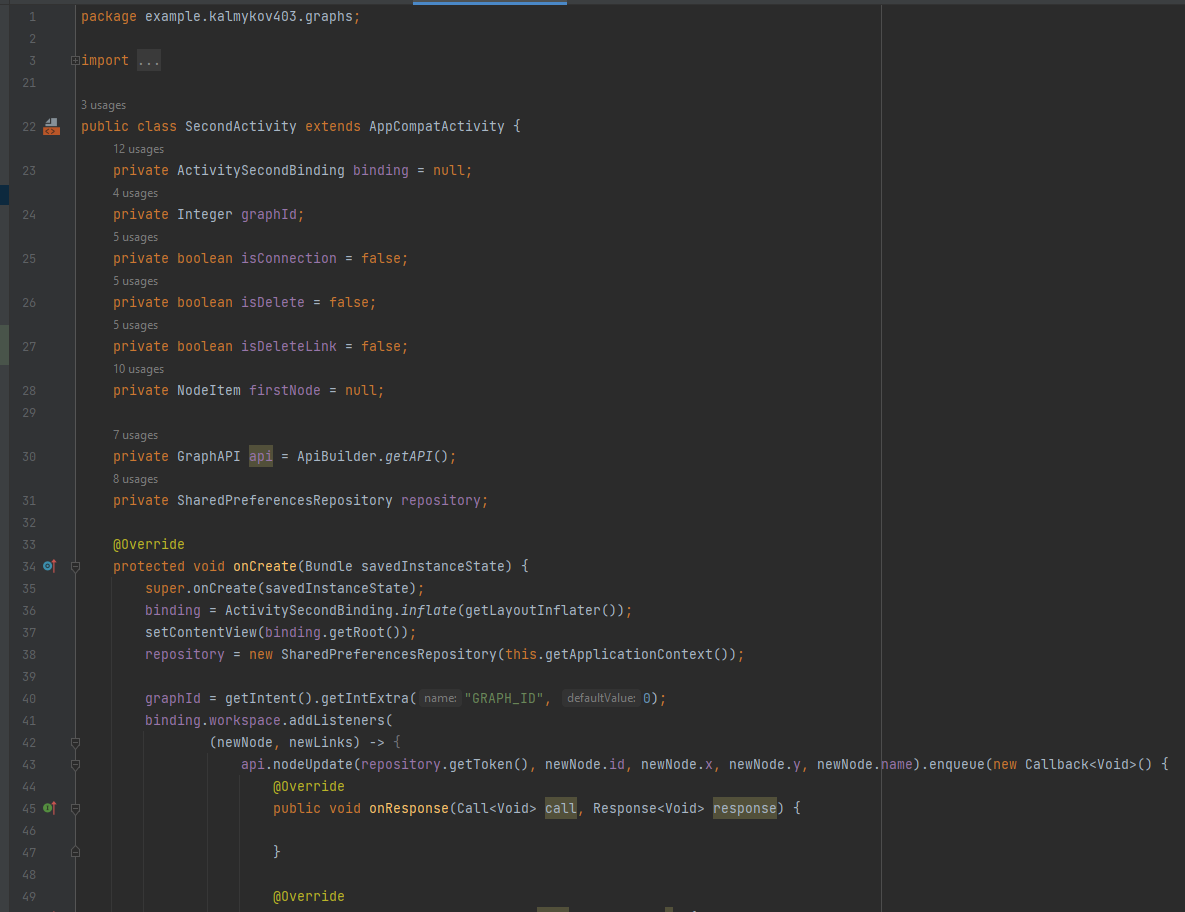 1 package example.kalmykov403.graphs;
2
3 import ...
21
3 usages
22 public class SecondActivity extends AppCompatActivity {
12 usages
23 private ActivitySecondBinding binding = null;
4 usages
24 private Integer graphId;
5 usages
25 private boolean isConnection = false;
5 usages
26 private boolean isDelete = false;
5 usages
27 private boolean isDeleteLink = false;
10 usages
28 private NodeItem firstNode = null;
29
7 usages
30 private GraphAPI api = ApiBuilder.getAPI();
8 usages
31 private SharedPreferencesRepository repository;
32
33 @Override
34 protected void onCreate(Bundle savedInstanceState) {
35 super.onCreate(savedInstanceState);
36 binding = ActivitySecondBinding.inflate(getLayoutInflater());
37 setContentView(binding.getRoot());
38 repository = new SharedPreferencesRepository(this.getApplicationContext());
39
40 graphId = getIntent().getIntExtra( name: "GRAPH_ID", defaultValue: 0);
41 binding.workspace.addListeners(
42 (newNode, newLinks) -> {
43 api.nodeUpdate(repository.getToken(), newNode.id, newNode.x, newNode.y, newNode.name).enqueue(new Callback<Void>() {
44 @Override
45 public void onResponse(Call<Void> call, Response<Void> response) {
46
47 }
48
49 @Override